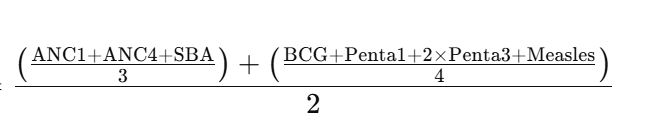 (ANC1+ANC4+SBA / 3) + (BCG+Penta1+2×Penta3+Measles / 4)
2